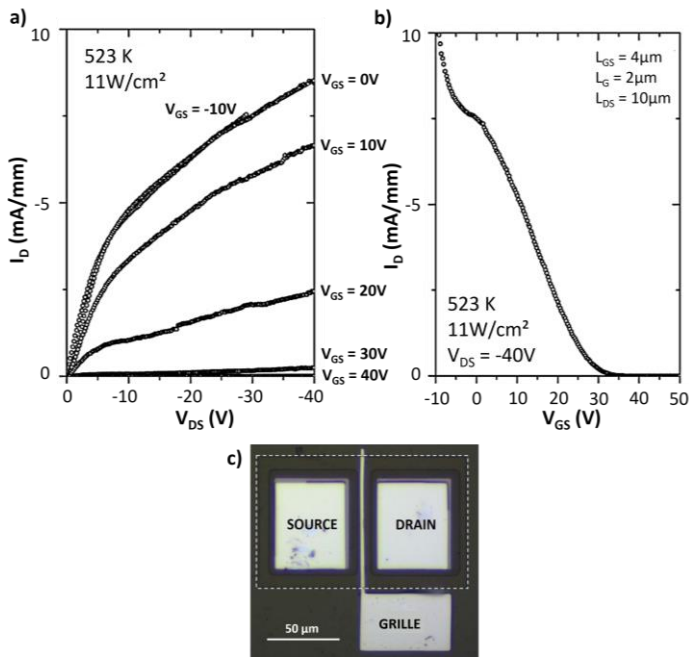 a)
10
523 K
11W/cm²
V_GS = -10V
V_GS = 0V
V_GS = 10V
V_GS = 20V
V_GS = 30V
V_GS = 40V
-5
0
I_D (mA/mm)
0 -10 -20 -30 -40
V_DS (V)
b)
10
L_GS = 4μm
L_G = 2μm
L_DS = 10μm
-5
523 K
11W/cm²
V_DS = -40V
0
I_D (mA/mm)
-10 0 10 20 30 40 50
V_GS (V)
c)
SOURCE
DRAIN
GRILLE
50 μm